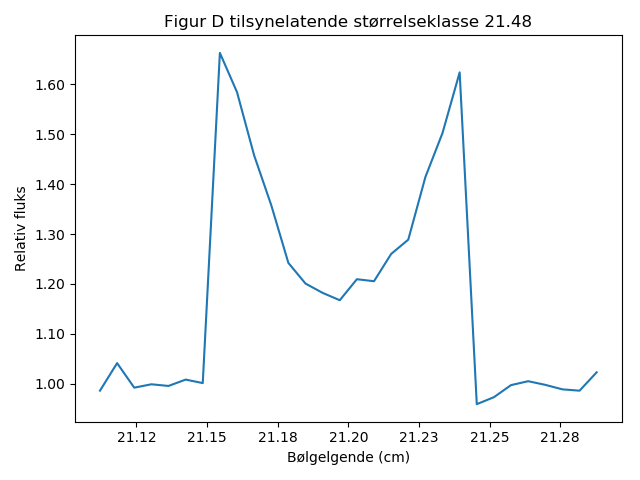 Figur D tilsynelatende størrelseklasse 21.48
Relativ fluks
1.60
1.50
1.40
1.30
1.20
1.10
1.00
21.12 21.15 21.18 21.20 21.23 21.25 21.28
Bølgelgende (cm)